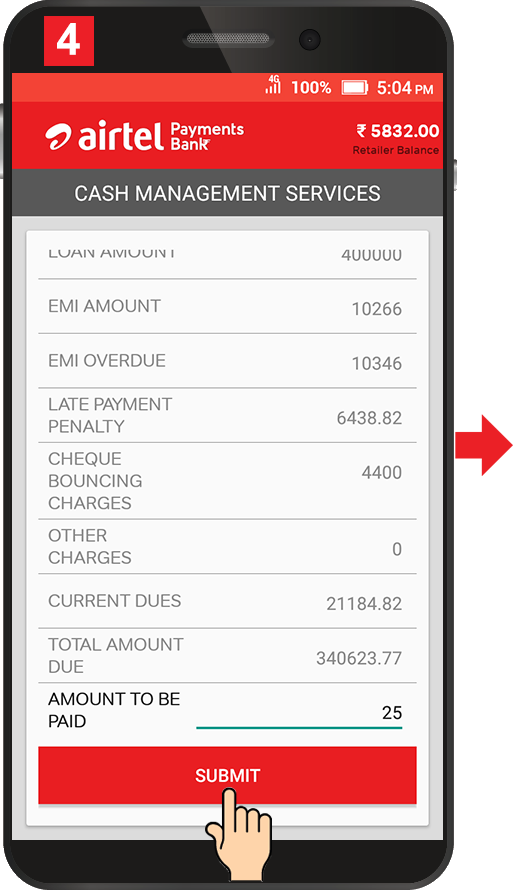 4
4G 100% 5:04 PM
airtel Payments Bank
₹ 5832.00
Retailer Balance
CASH MANAGEMENT SERVICES
LOAN AMOUNT 400000
EMI AMOUNT 10266
EMI OVERDUE 10346
LATE PAYMENT
PENALTY 6438.82
CHEQUE
BOUNCING 4400
CHARGES
OTHER
CHARGES 0
CURRENT DUES 21184.82
TOTAL AMOUNT
DUE 340623.77
AMOUNT TO BE
PAID 25
SUBMIT